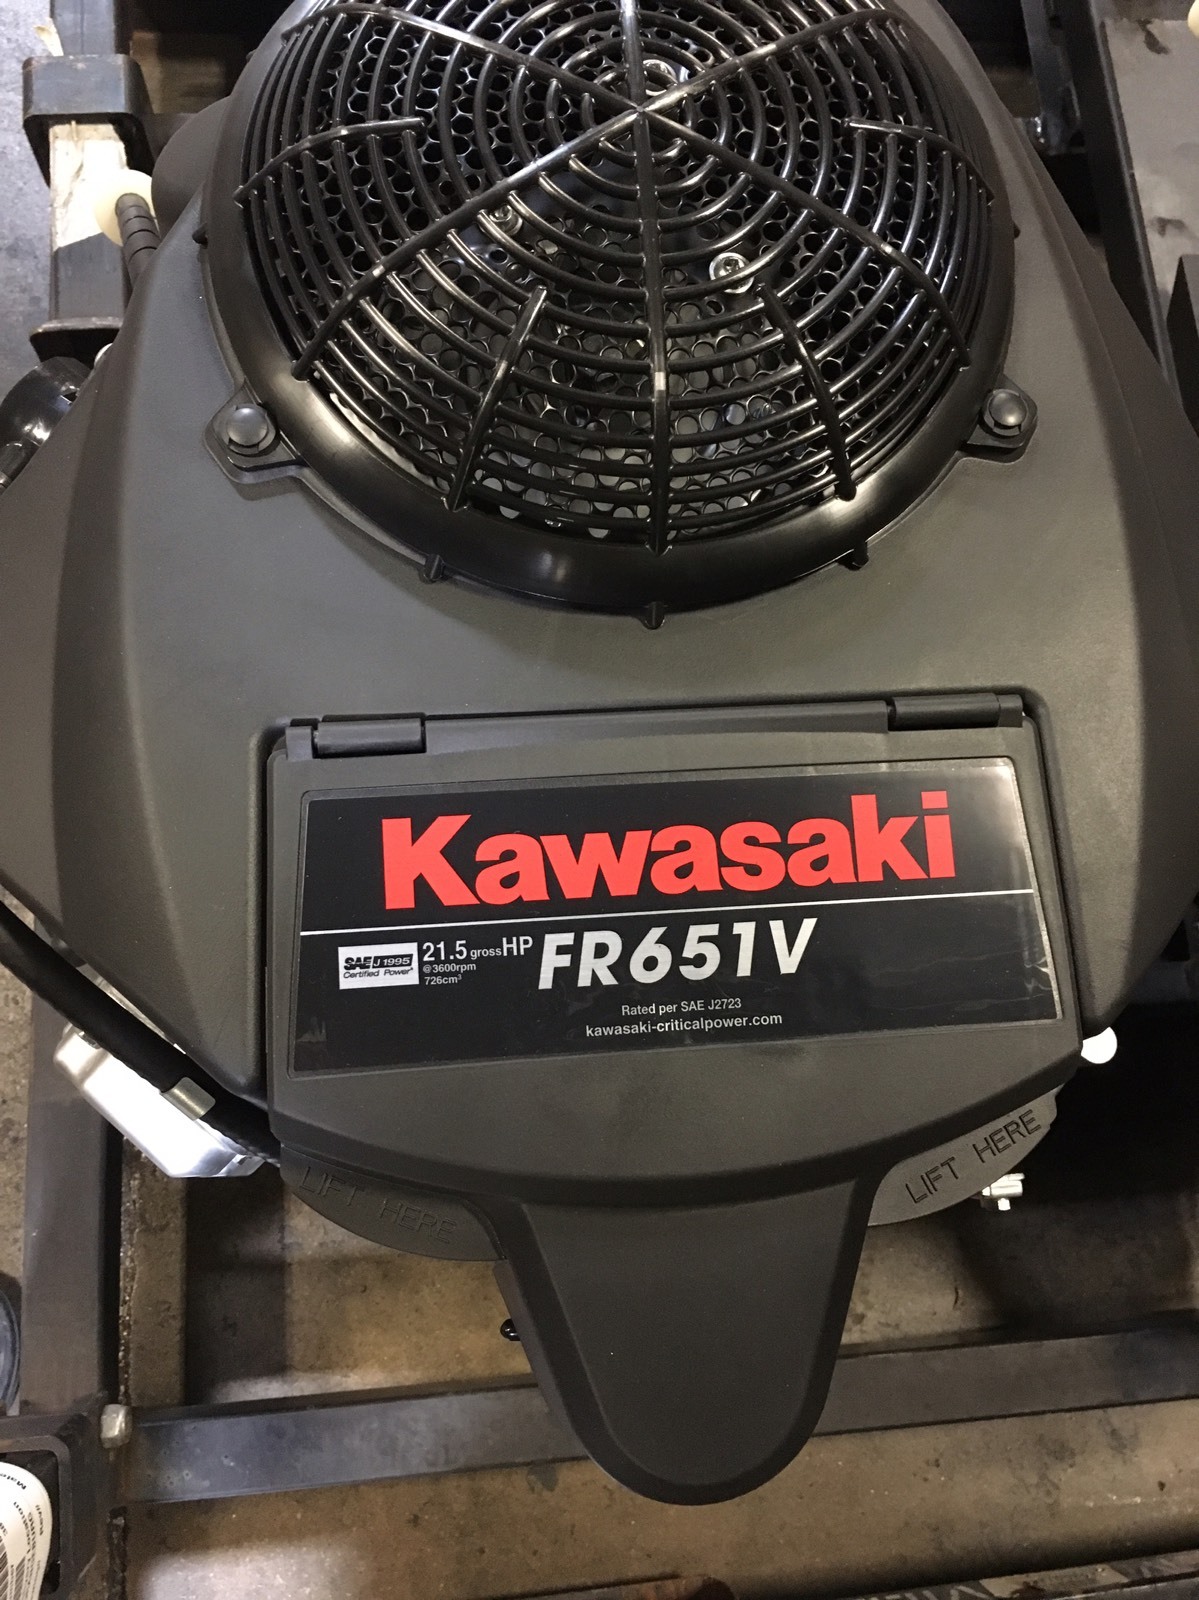 Kawasaki
SAE J1995
Certified Power
21.5 gross HP
@3600rpm
726cm³
FR651V
Rated per SAE J2723
kawasaki-criticalpower.com
LIFT HERE
LIFT HERE